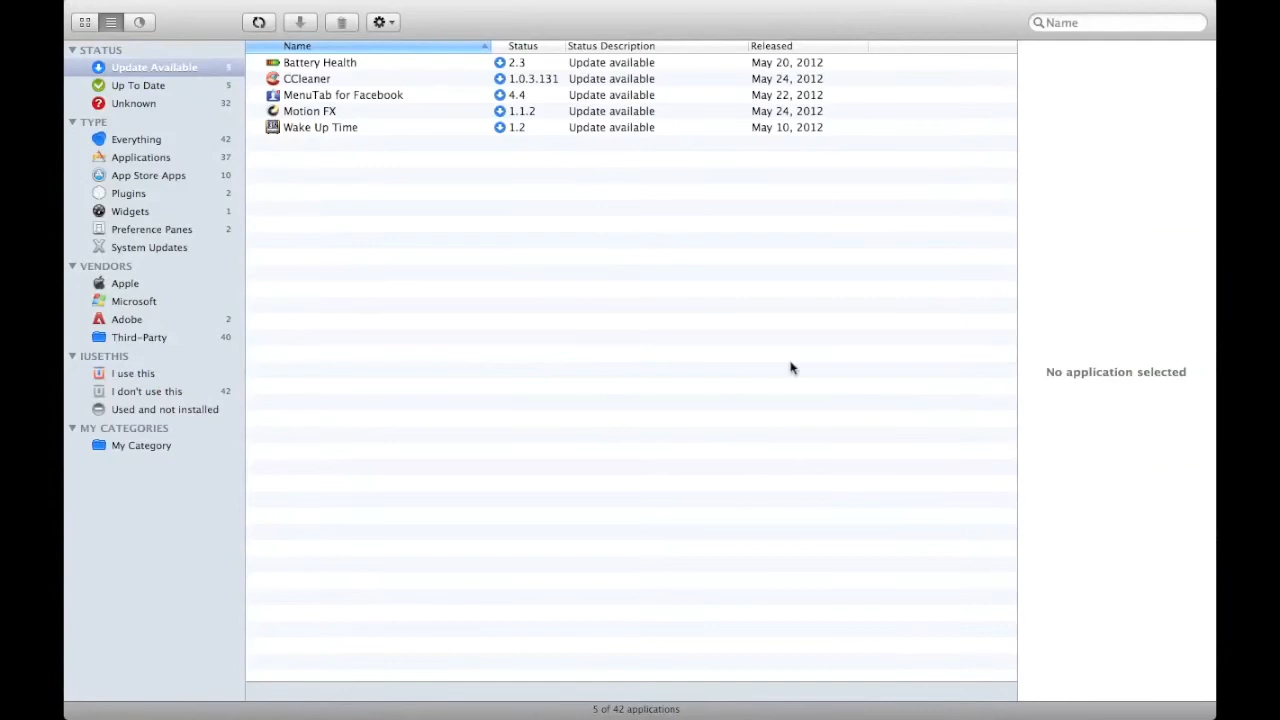 Name
STATUS
Update Available 5
Up To Date 5
Unknown 32
TYPE
Everything 42
Applications 37
App Store Apps 10
Plugins 2
Widgets 1
Preference Panes 2
System Updates
VENDORS
Apple
Microsoft
Adobe 2
Third-Party 40
IUSETHIS
I use this
I don't use this 42
Used and not installed
MY CATEGORIES
My Category
Name Status Status Description Released
Battery Health 2.3 Update available May 20, 2012
CCleaner 1.0.3.131 Update available May 24, 2012
MenuTab for Facebook 4.4 Update available May 22, 2012
Motion FX 1.1.2 Update available May 24, 2012
Wake Up Time 1.2 Update available May 10, 2012
No application selected
5 of 42 applications